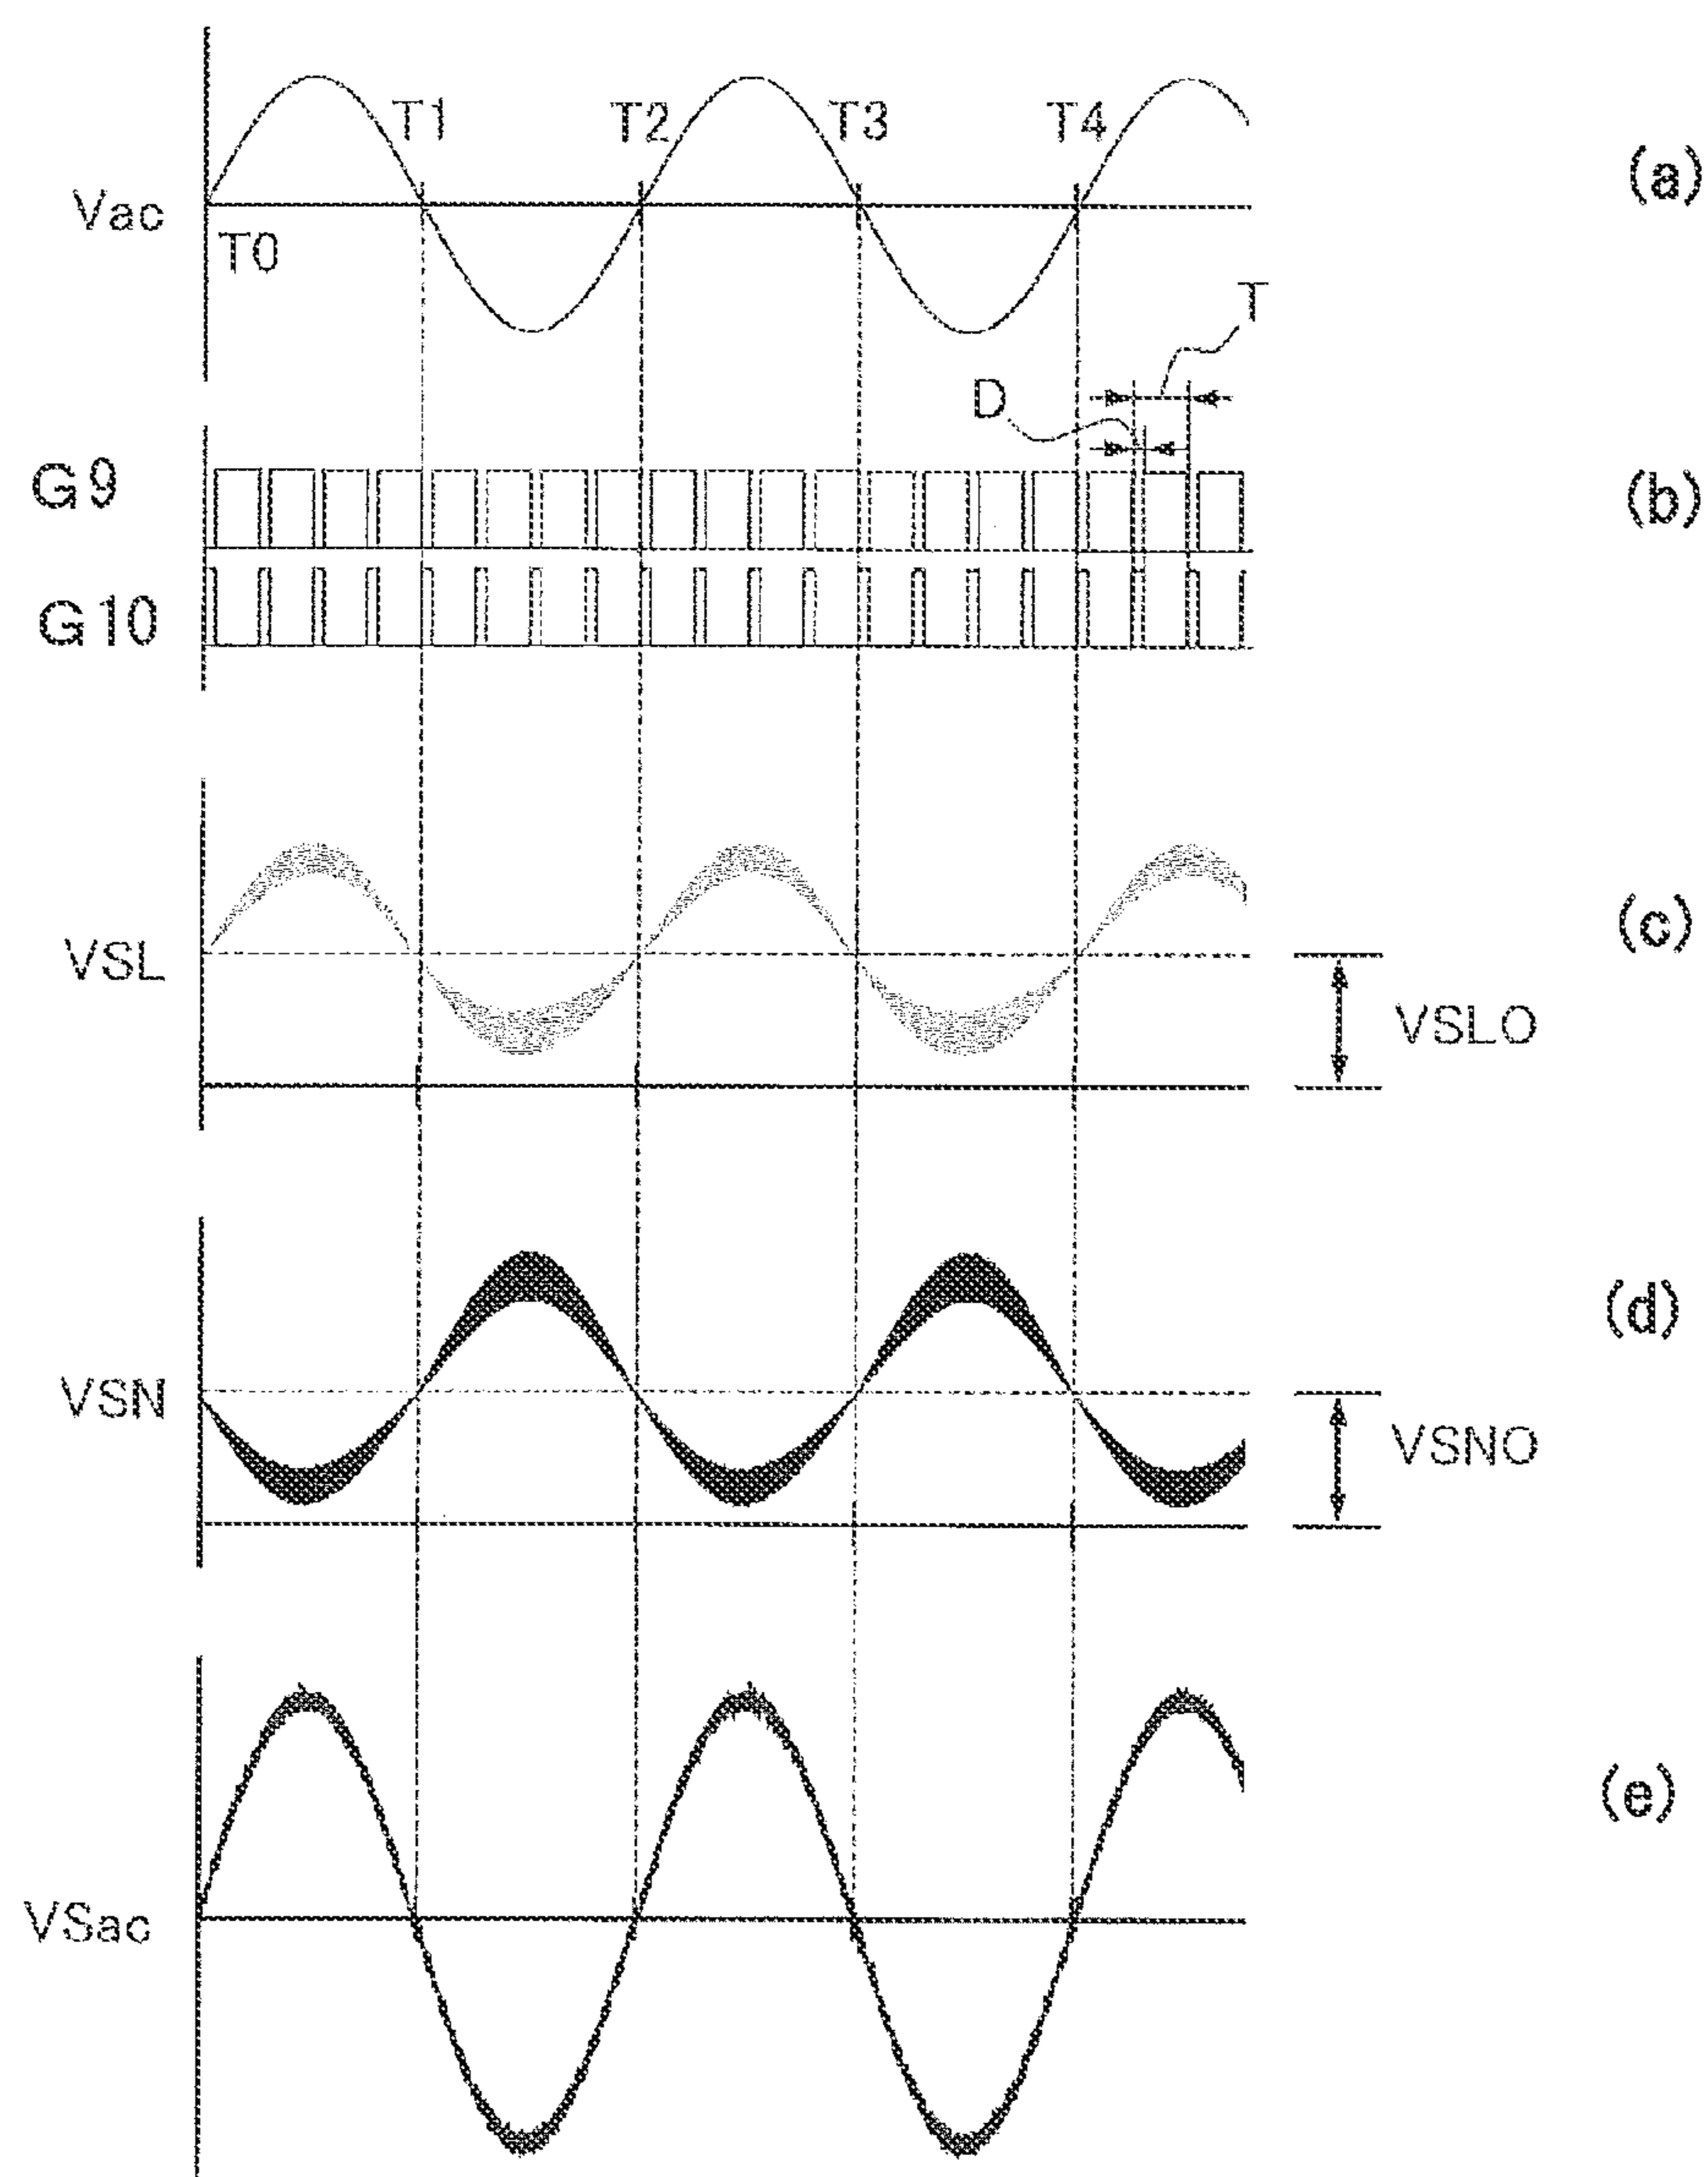 T1 T2 T3 T4
(a)
Vac
T0
T
D
G9
(b)
G10
(c)
VSL
VSLO
(d)
VSN
VSNO
(e)
VSac